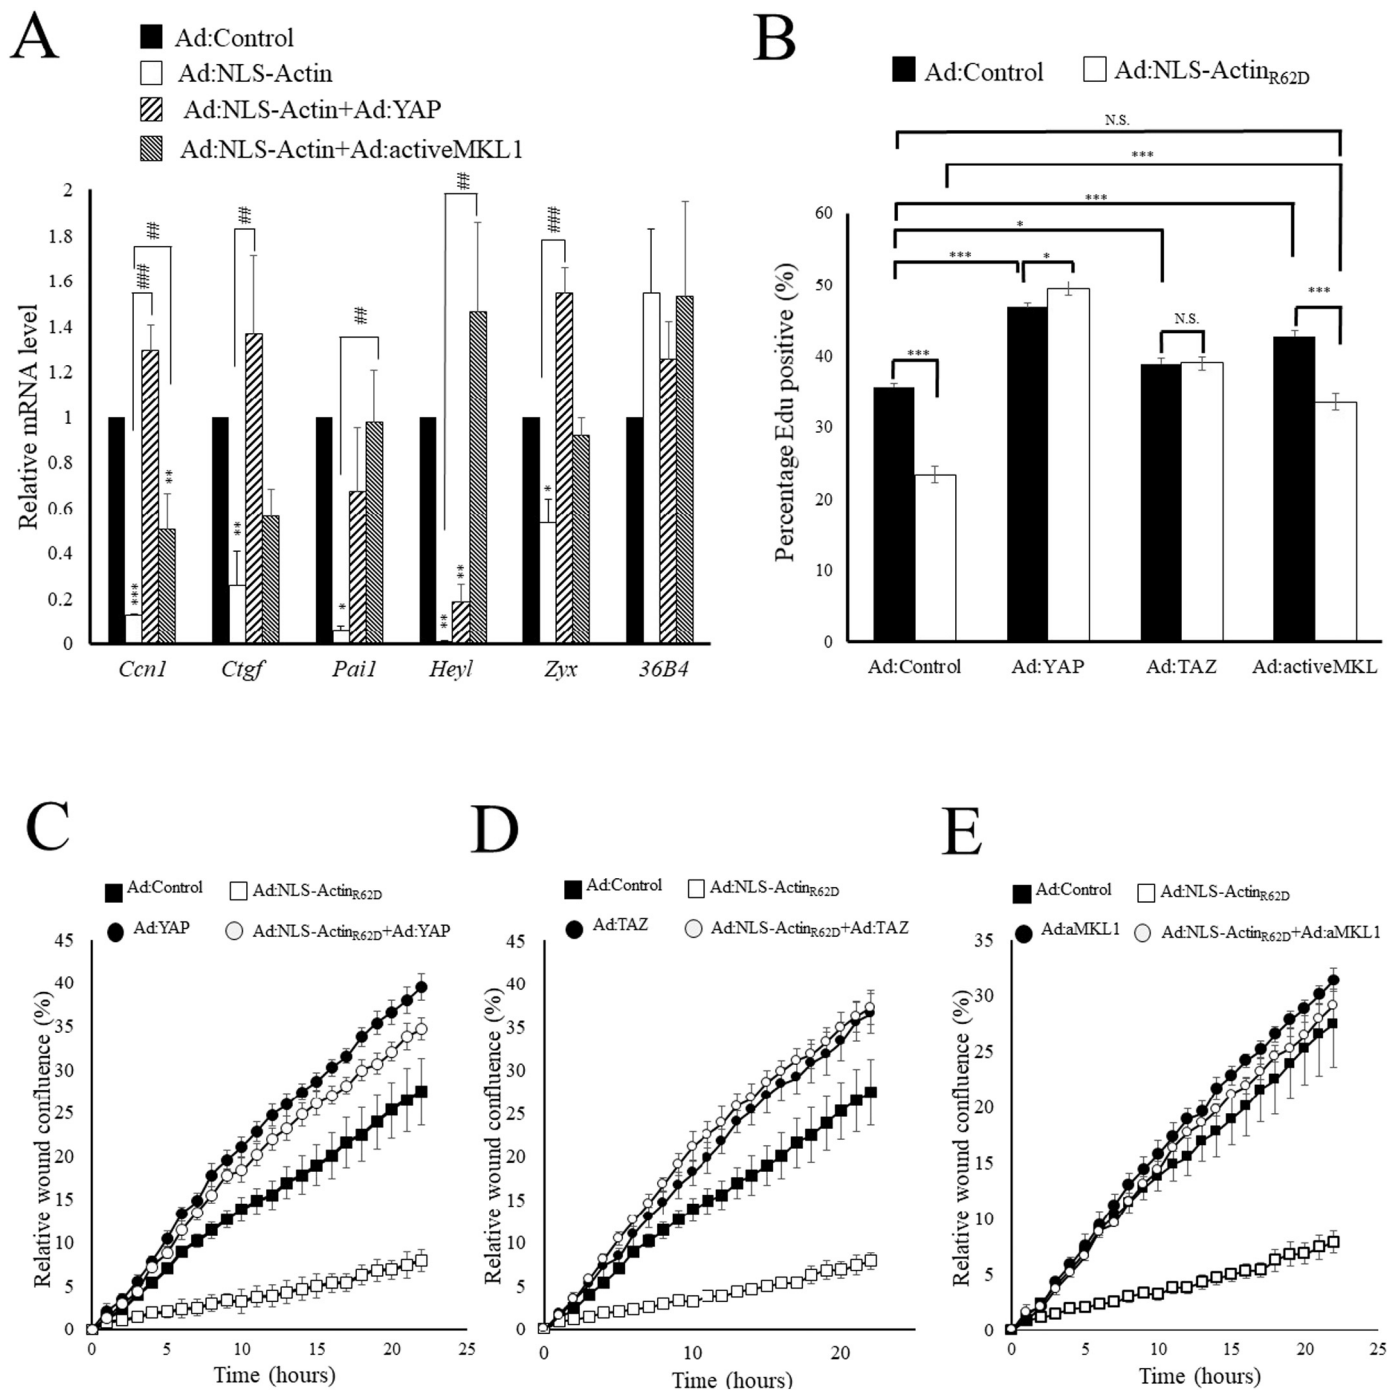 A
Ad:Control
Ad:NLS-Actin
Ad:NLS-Actin+Ad:YAP
Ad:NLS-Actin+Ad:activeMKL1
Relative mRNA level
2
1.8
1.6
1.4
1.2
1
0.8
0.6
0.4
0.2
0
##
###
***
**
##
**
##
*
##
**
**
###
*
Ccn1
Ctgf
Pai1
Heyl
Zyx
36B4
B
Ad:Control
Ad:NLS-ActinR62D
N.S.
***
***
*
***
*
***
N.S.
***
Percentage Edu positive (%)
60
50
40
30
20
10
0
Ad:Control
Ad:YAP
Ad:TAZ
Ad:activeMKL
C
Ad:Control
Ad:NLS-ActinR62D
Ad:YAP
Ad:NLS-ActinR62D+Ad:YAP
Relative wound confluence (%)
45
40
35
30
25
20
15
10
5
0
0 5 10 15 20 25
Time (hours)
D
Ad:Control
Ad:NLS-ActinR62D
Ad:TAZ
Ad:NLS-ActinR62D+Ad:TAZ
Relative wound confluence (%)
45
40
35
30
25
20
15
10
5
0
0 10 20
Time (hours)
E
Ad:Control
Ad:NLS-ActinR62D
Ad:aMKL1
Ad:NLS-ActinR62D+Ad:aMKL1
Relative wound confluence (%)
35
30
25
20
15
10
5
0
0 5 10 15 20 25
Time (hours)